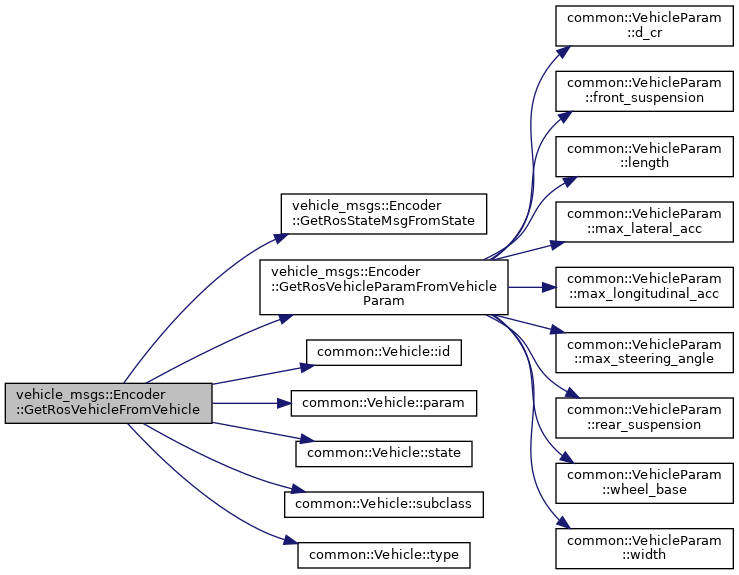 vehicle_msgs::Encoder
::GetRosVehicleFromVehicle
vehicle_msgs::Encoder
::GetRosStateMsgFromState
vehicle_msgs::Encoder
::GetRosVehicleParamFromVehicle
Param
common::Vehicle::id
common::Vehicle::param
common::Vehicle::state
common::Vehicle::subclass
common::Vehicle::type
common::VehicleParam
::d_cr
common::VehicleParam
::front_suspension
common::VehicleParam
::length
common::VehicleParam
::max_lateral_acc
common::VehicleParam
::max_longitudinal_acc
common::VehicleParam
::max_steering_angle
common::VehicleParam
::rear_suspension
common::VehicleParam
::wheel_base
common::VehicleParam
::width